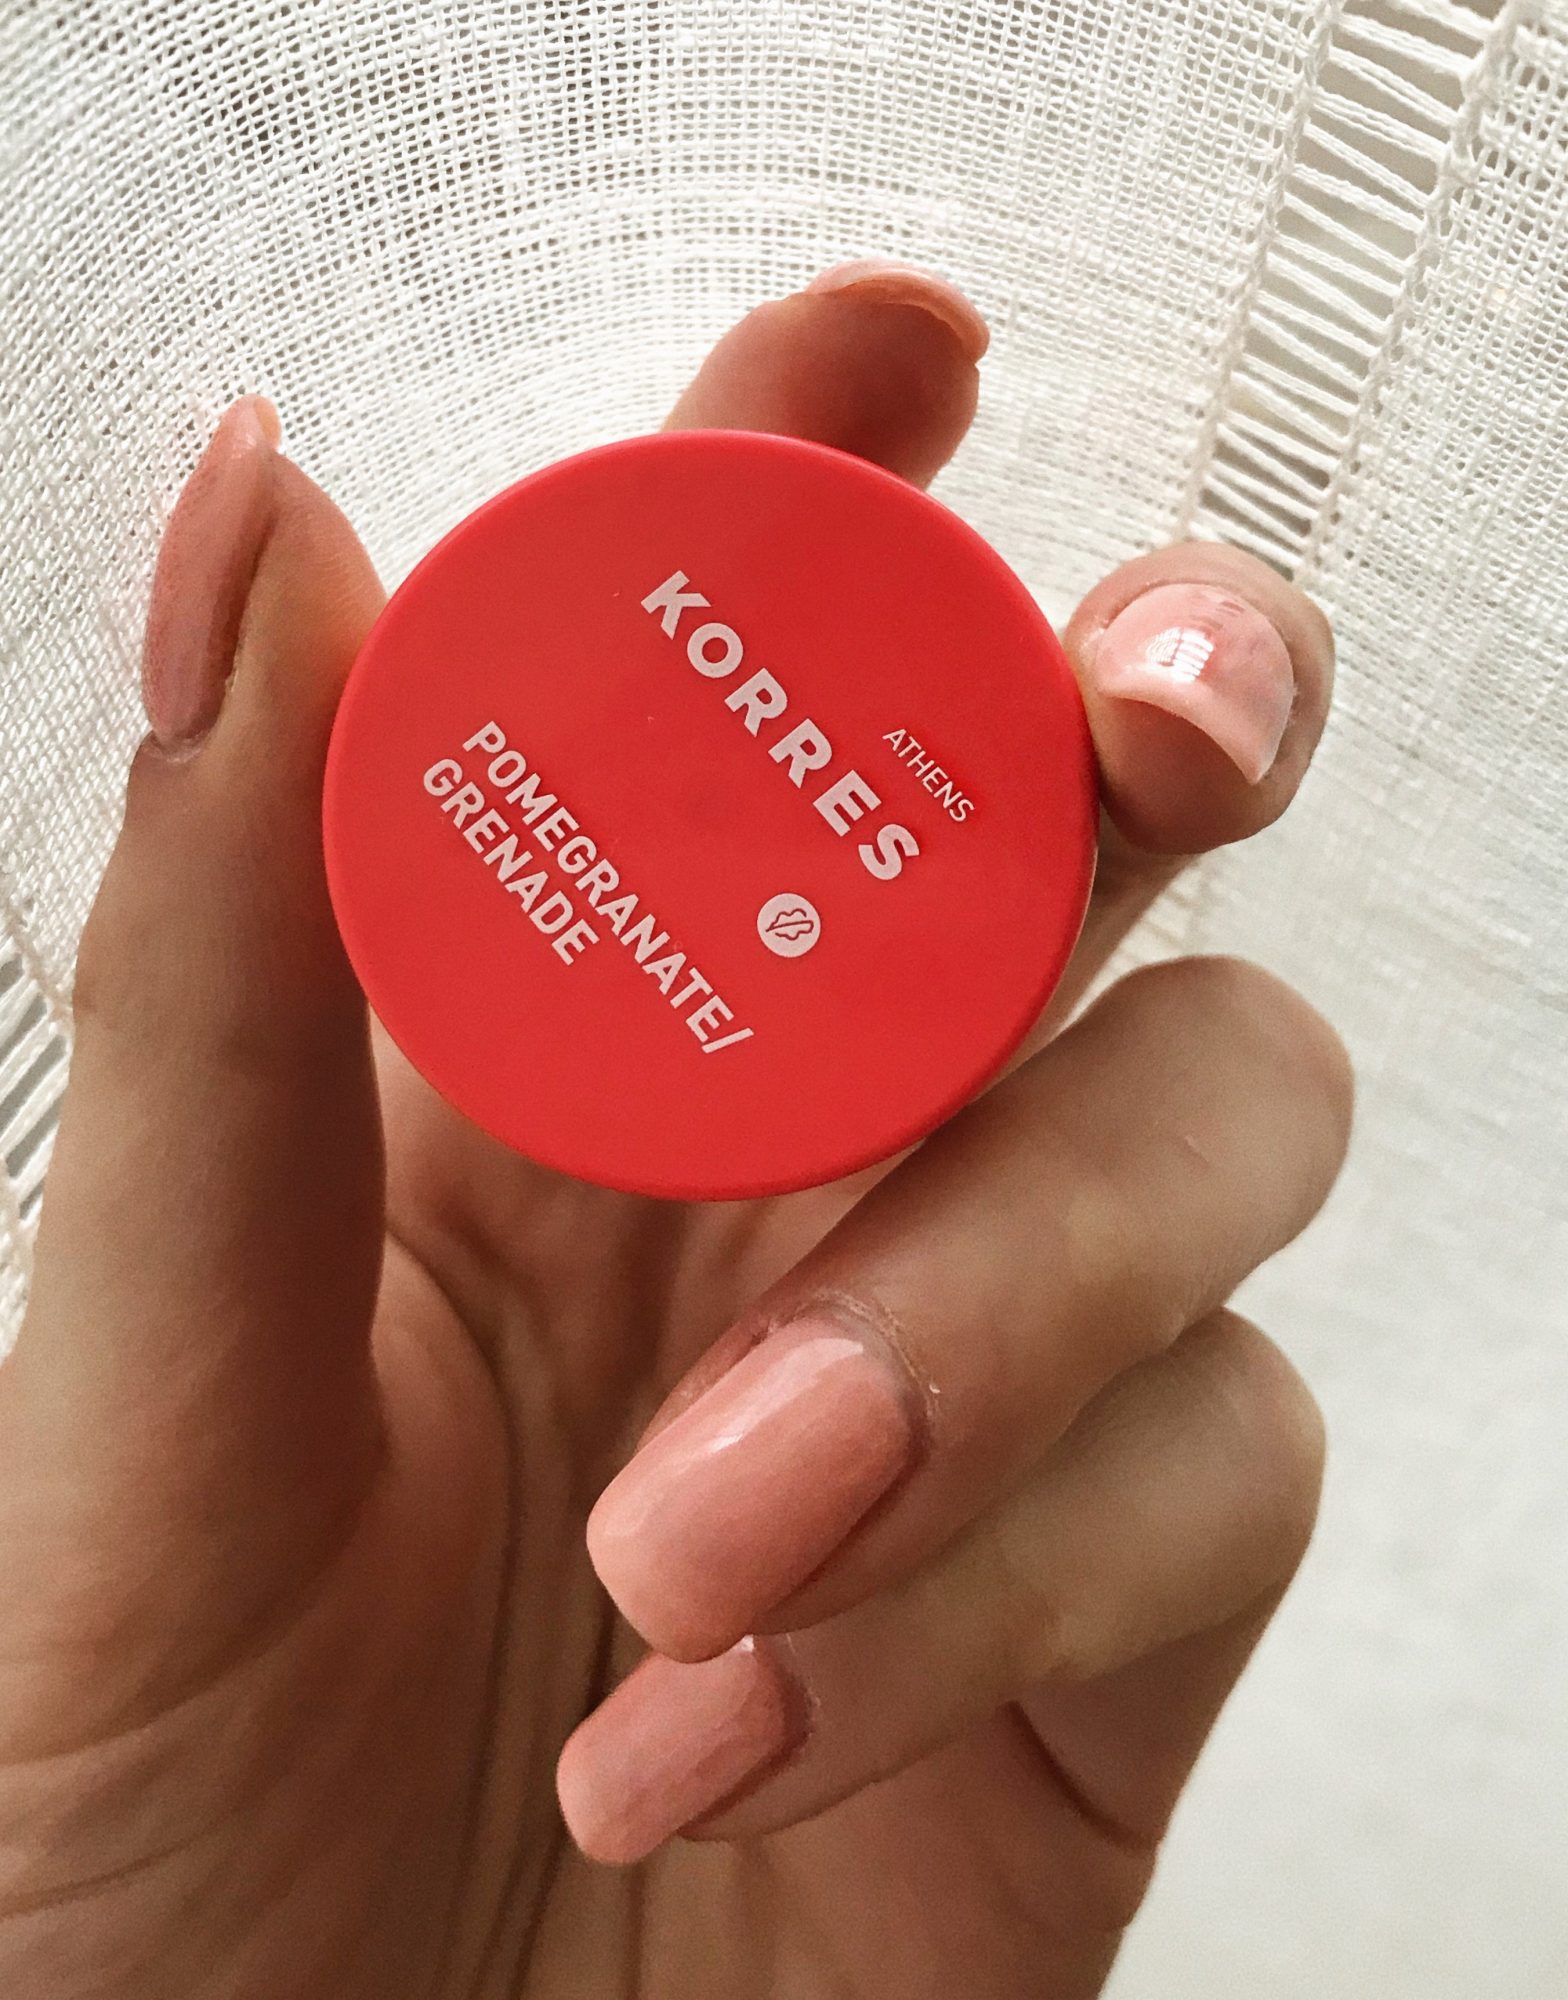 KORRES
ATHENS
POMEGRANATE/
GRENADE